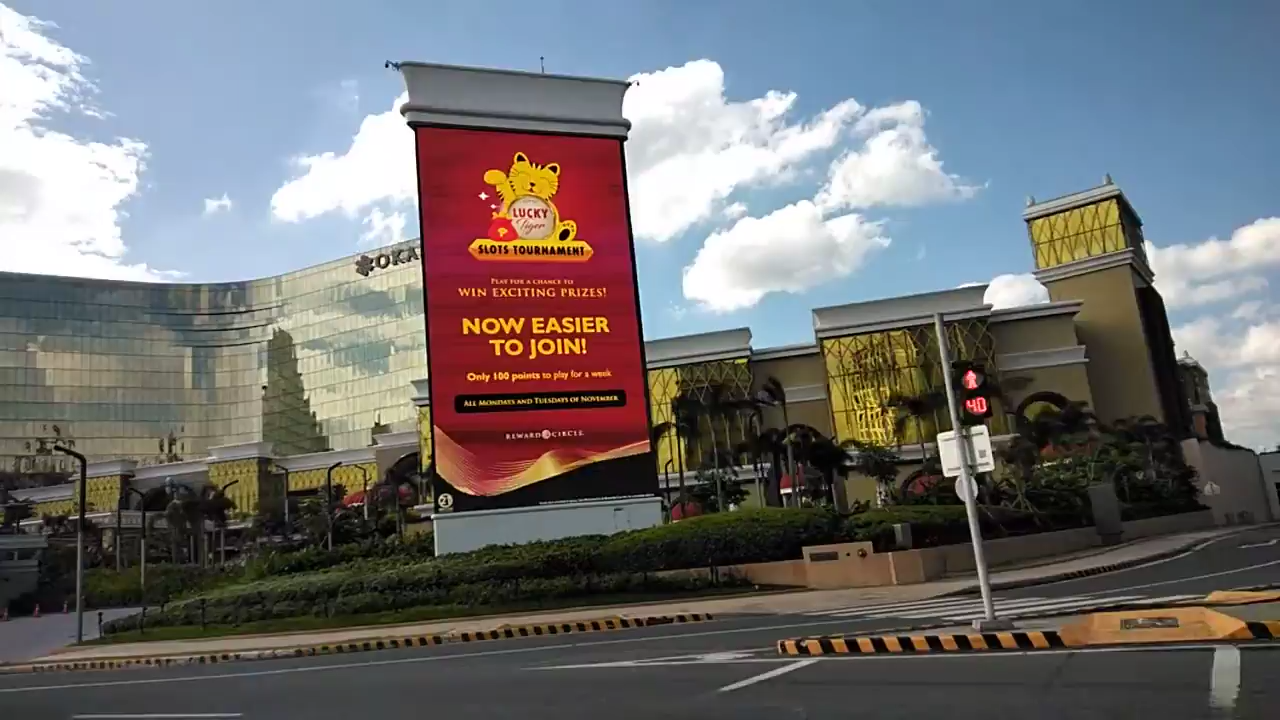 OKA
LUCKY
Tiger
SLOTS TOURNAMENT
PLAY FOR A CHANCE TO
WIN EXCITING PRIZES!
NOW EASIER
TO JOIN!
Only 100 points to play for a week
ALL MONDAYS AND TUESDAYS OF NOVEMBER
REWARD CIRCLE
21
40